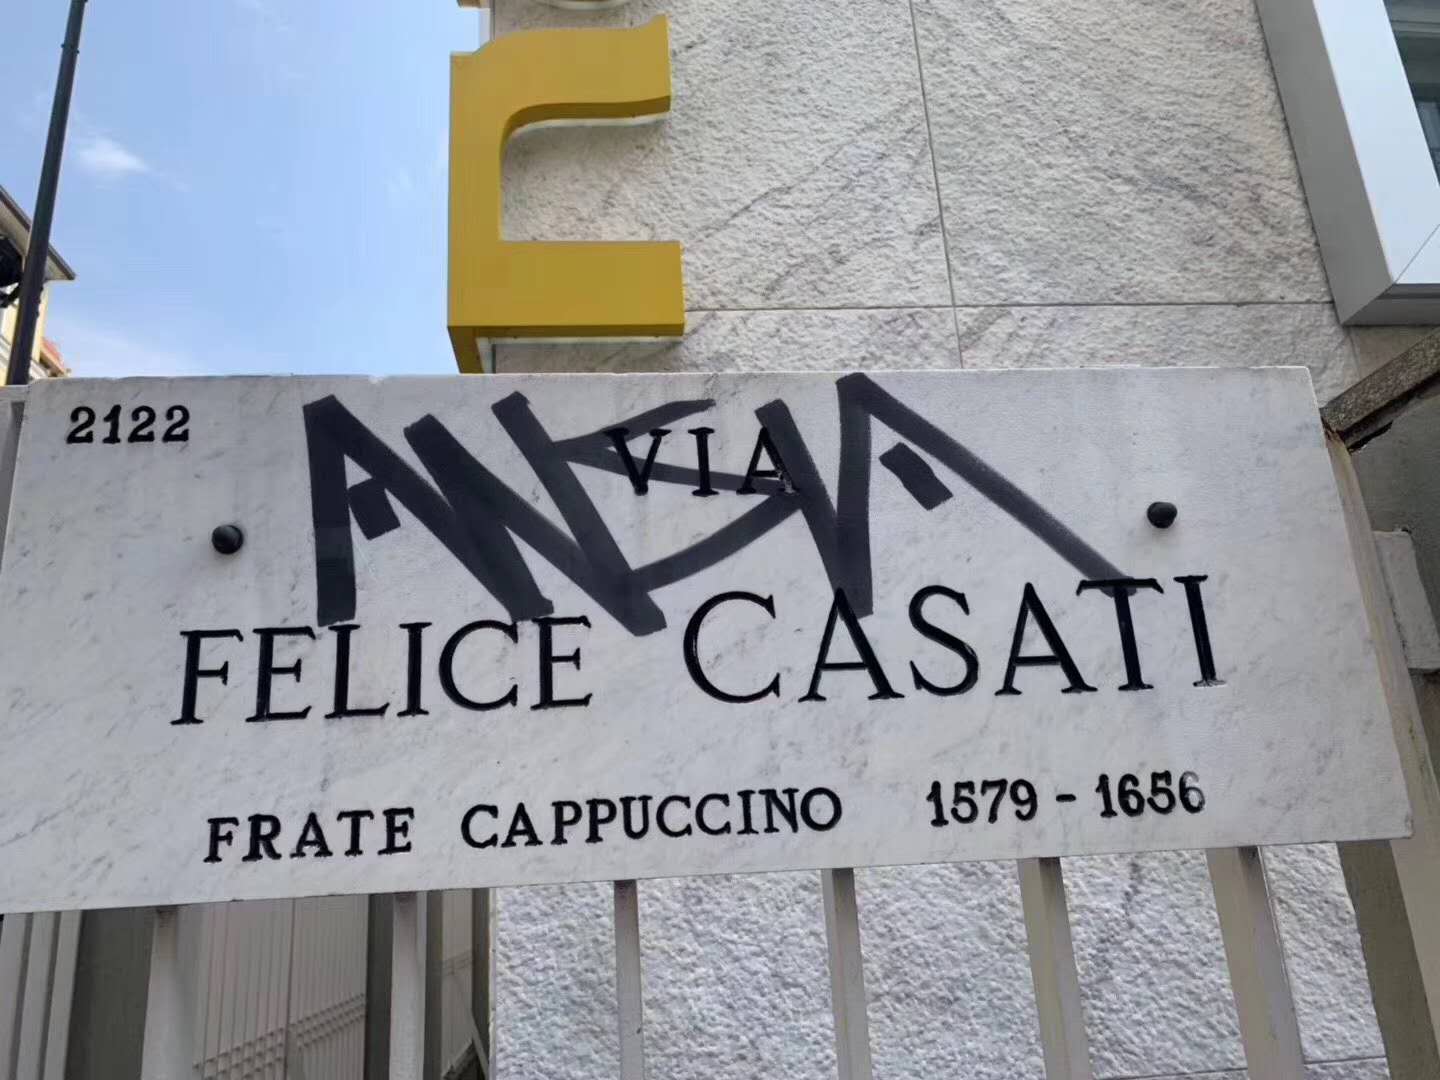 2122
VIA
FELICE CASATI
FRATE CAPPUCCINO 1579 - 1656